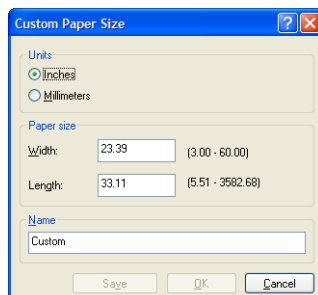 Custom Paper Size
Units
Inches
Millimeters
Paper size
Width: 23.39 (3.00 - 60.00)
Length: 33.11 (5.51 - 3582.68)
Name
Custom
Save OK Cancel